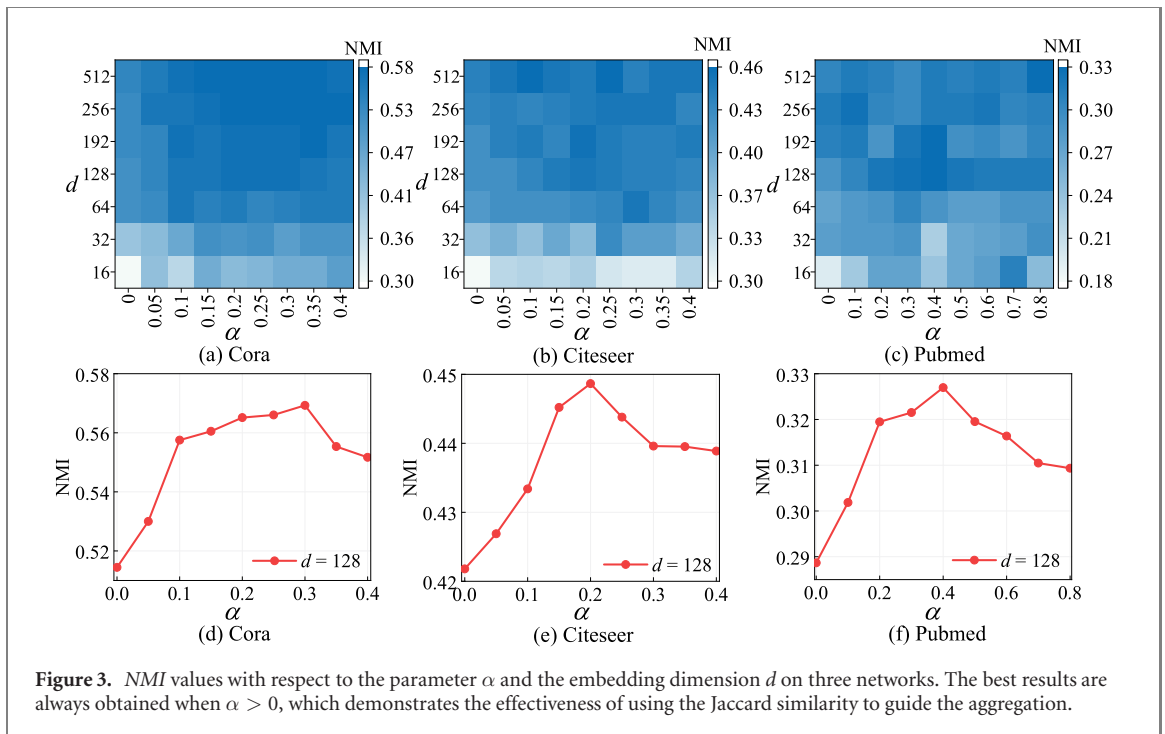 NMI
512
256
192
128
64
32
16
d
0.58
0.53
0.47
0.41
0.36
0.30
0
0.05
0.1
0.15
0.2
0.25
0.3
0.35
0.4
α
(a) Cora
NMI
512
256
192
128
64
32
16
d
0.46
0.43
0.40
0.37
0.33
0.30
0
0.05
0.1
0.15
0.2
0.25
0.3
0.35
0.4
α
(b) Citeseer
NMI
512
256
192
128
64
32
16
d
0.33
0.30
0.27
0.24
0.21
0.18
0
0.1
0.2
0.3
0.4
0.5
0.6
0.7
0.8
α
(c) Pubmed
0.58
0.56
0.54
0.52
NMI
d = 128
0.0 0.1 0.2 0.3 0.4
α
(d) Cora
0.45
0.44
0.43
0.42
NMI
d = 128
0.0 0.1 0.2 0.3 0.4
α
(e) Citeseer
0.33
0.32
0.31
0.30
0.29
NMI
d = 128
0.0 0.2 0.4 0.6 0.8
α
(f) Pubmed
Figure 3. NMI values with respect to the parameter α and the embedding dimension d on three networks. The best results are
always obtained when α > 0, which demonstrates the effectiveness of using the Jaccard similarity to guide the aggregation.